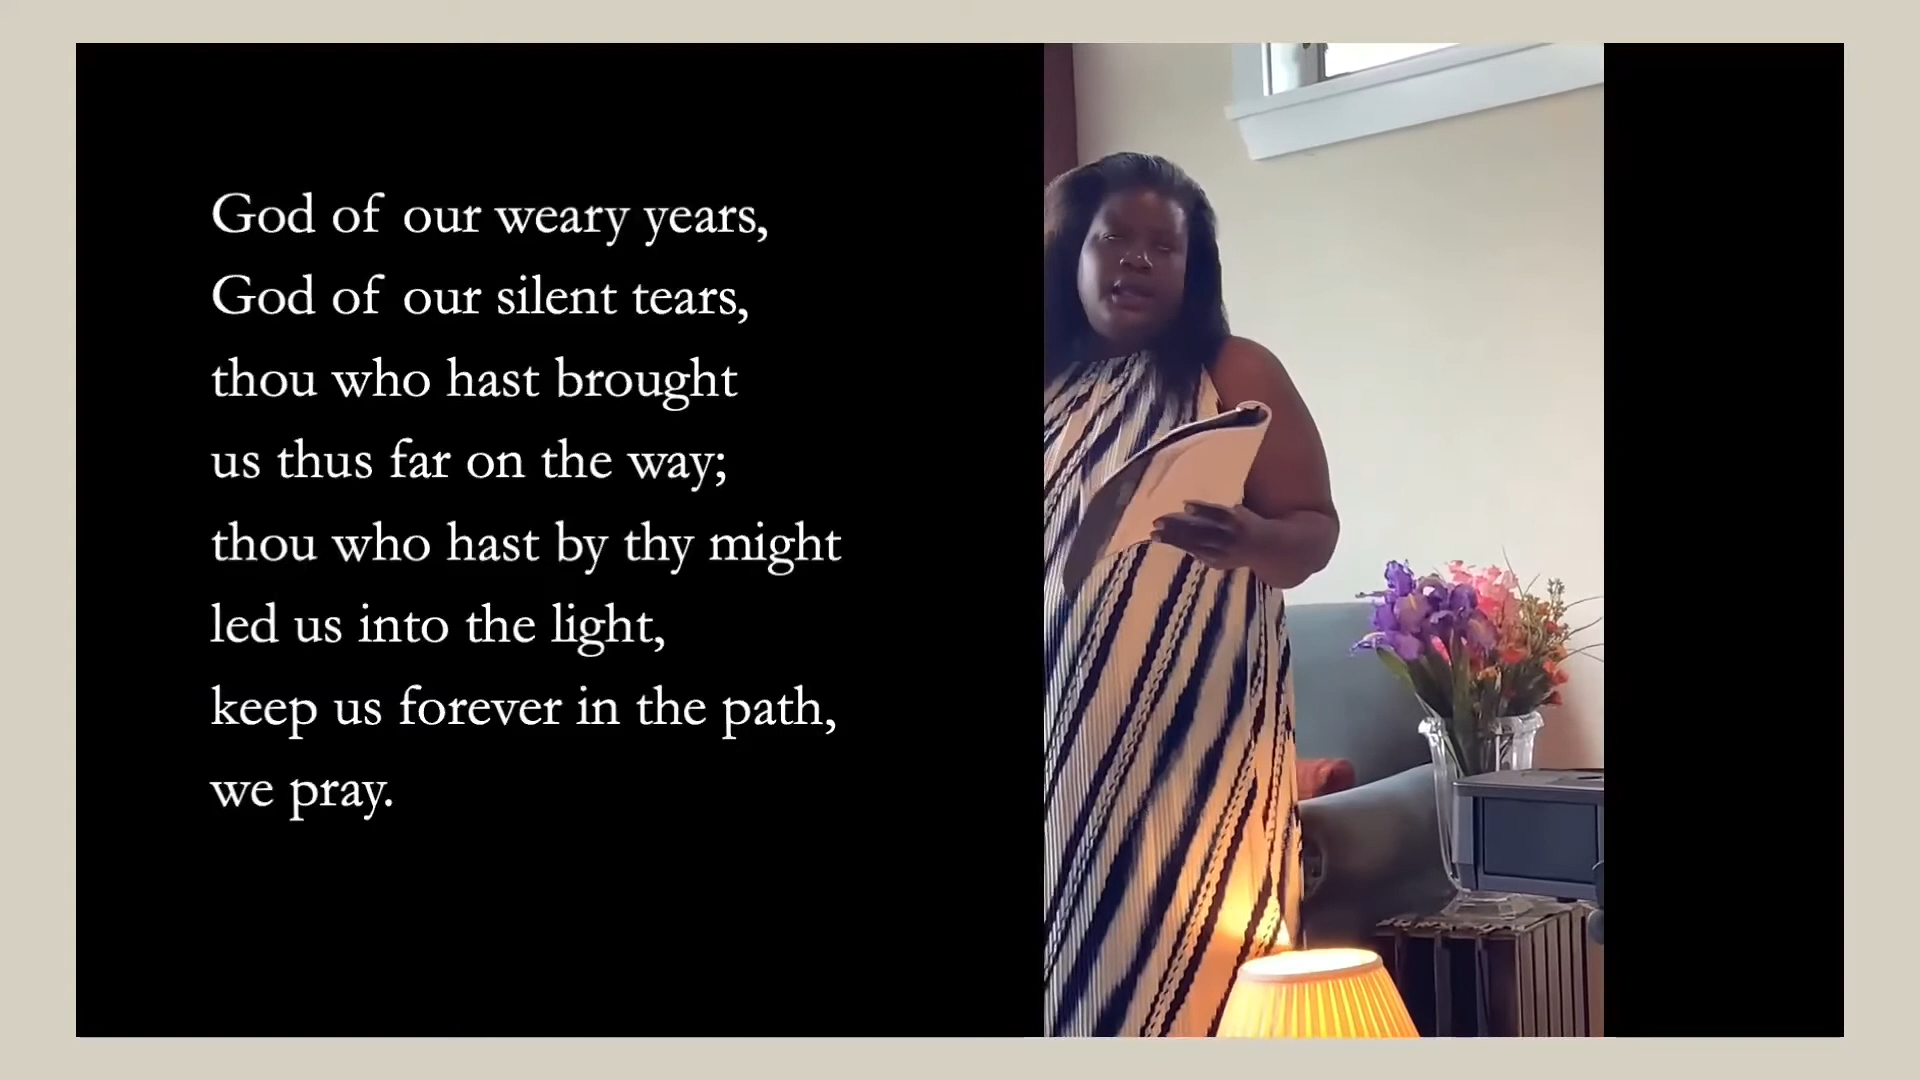 God of our weary years,
God of our silent tears,
thou who hast brought
us thus far on the way;
thou who hast by thy might
led us into the light,
keep us forever in the path,
we pray.